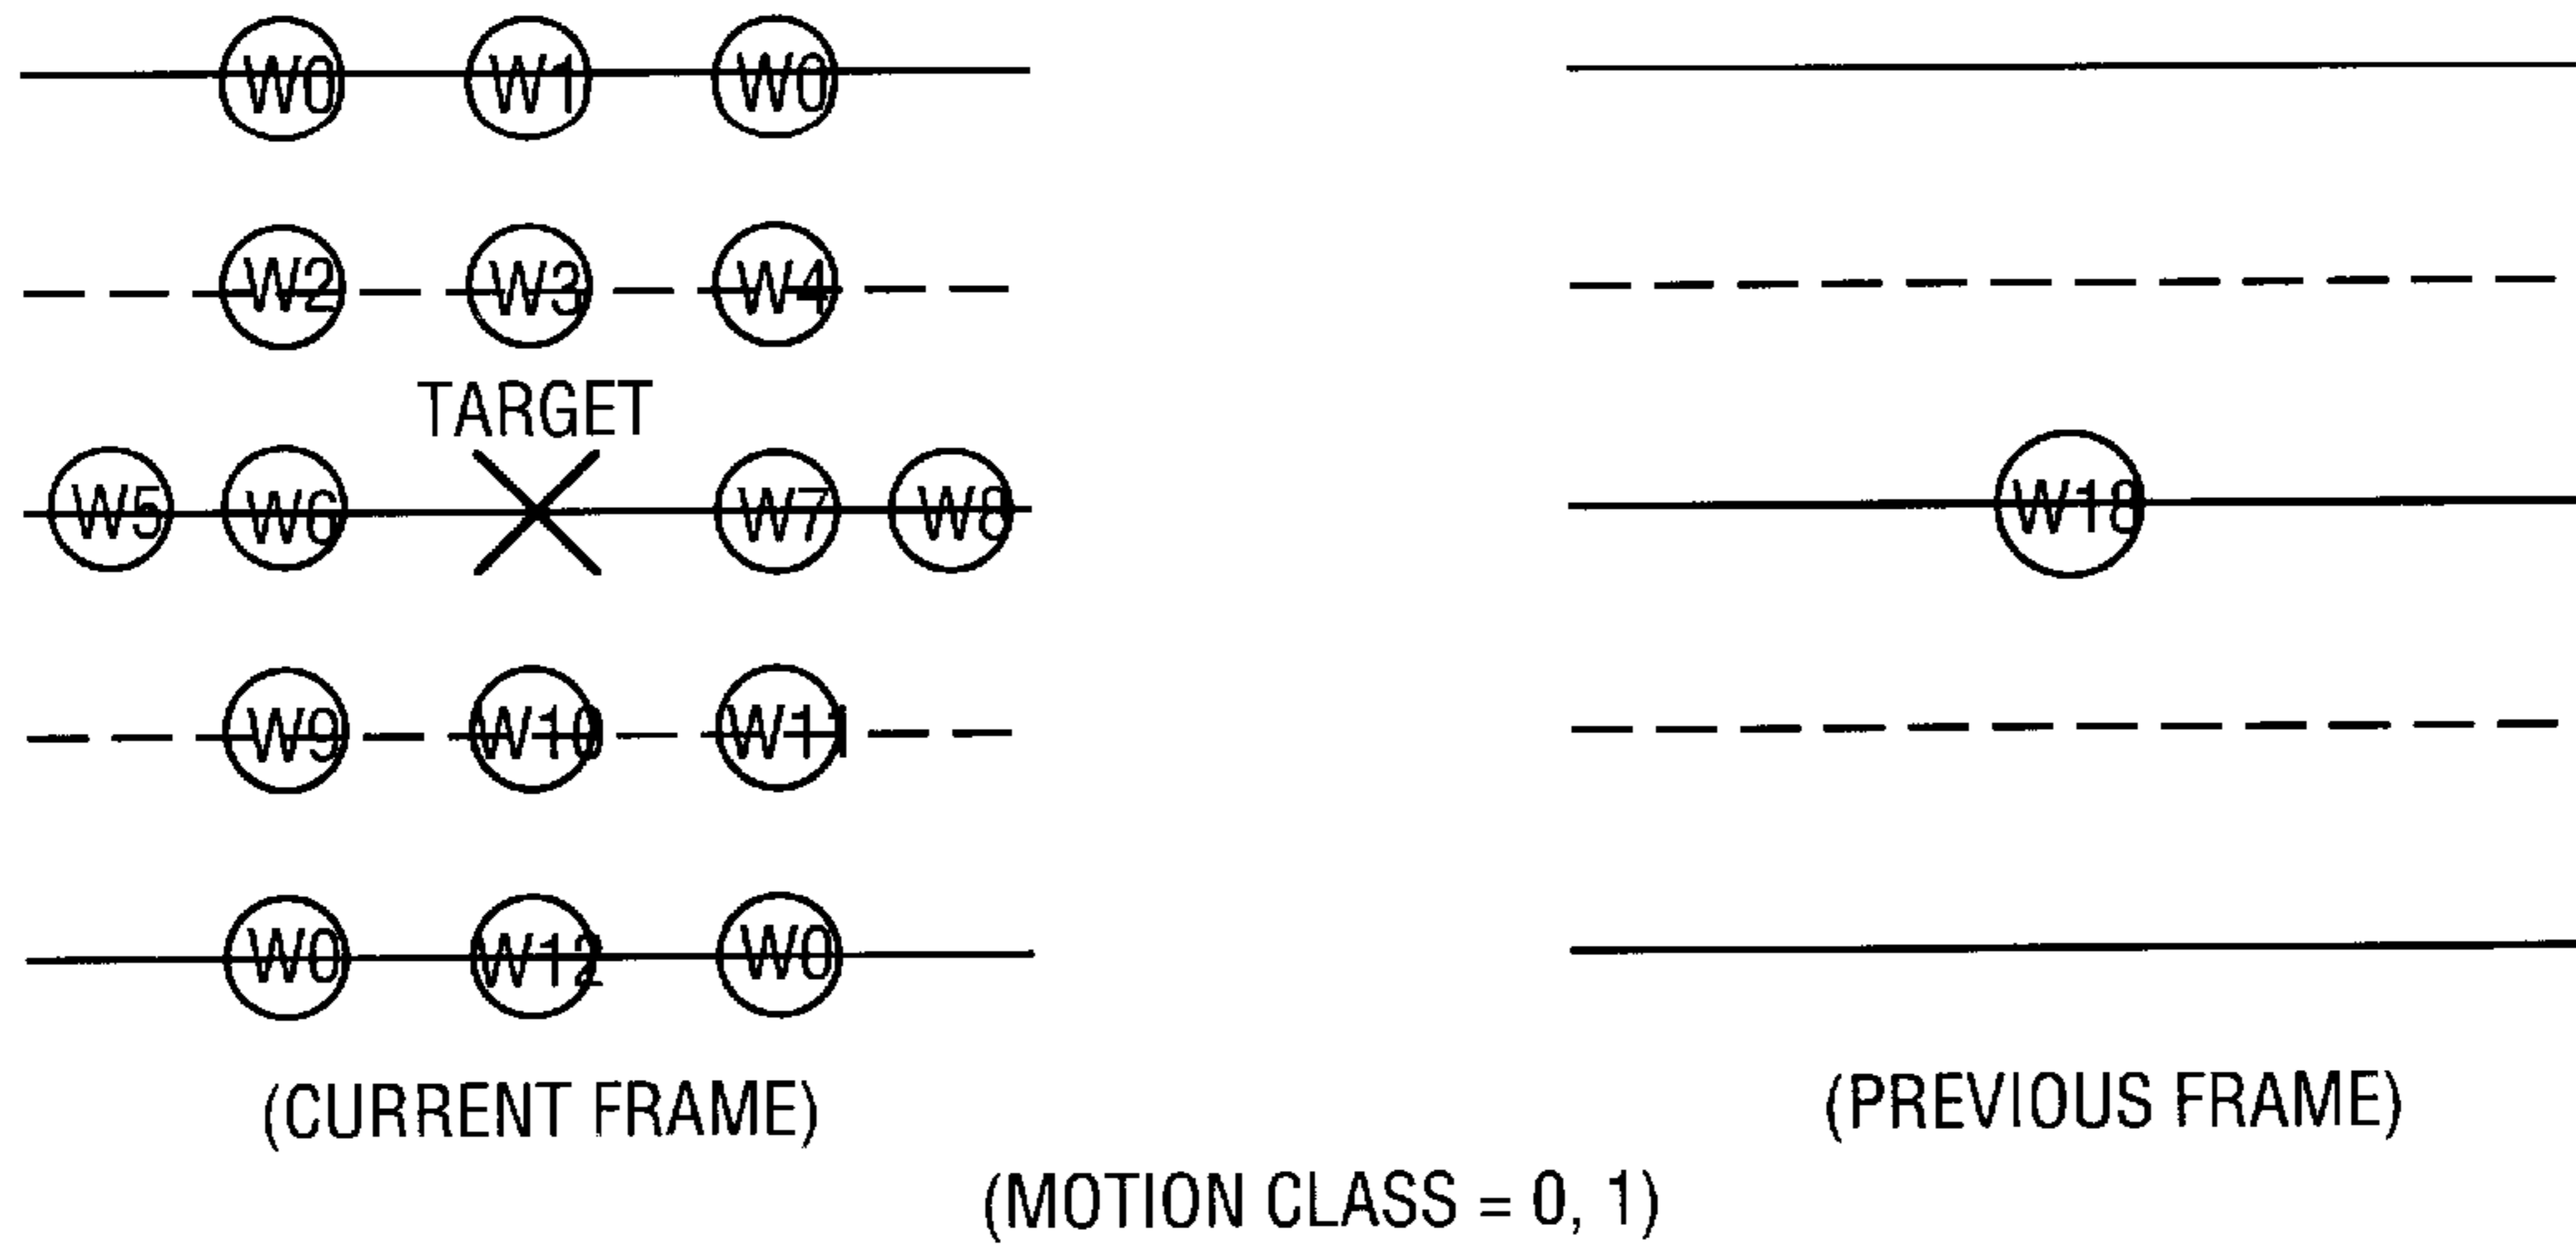 W0 W1 W0
W2 W3 W4
TARGET
W5 W6 W7 W8 W18
W9 W10 W11
W0 W12 W0
(CURRENT FRAME) (PREVIOUS FRAME)
(MOTION CLASS = 0, 1)